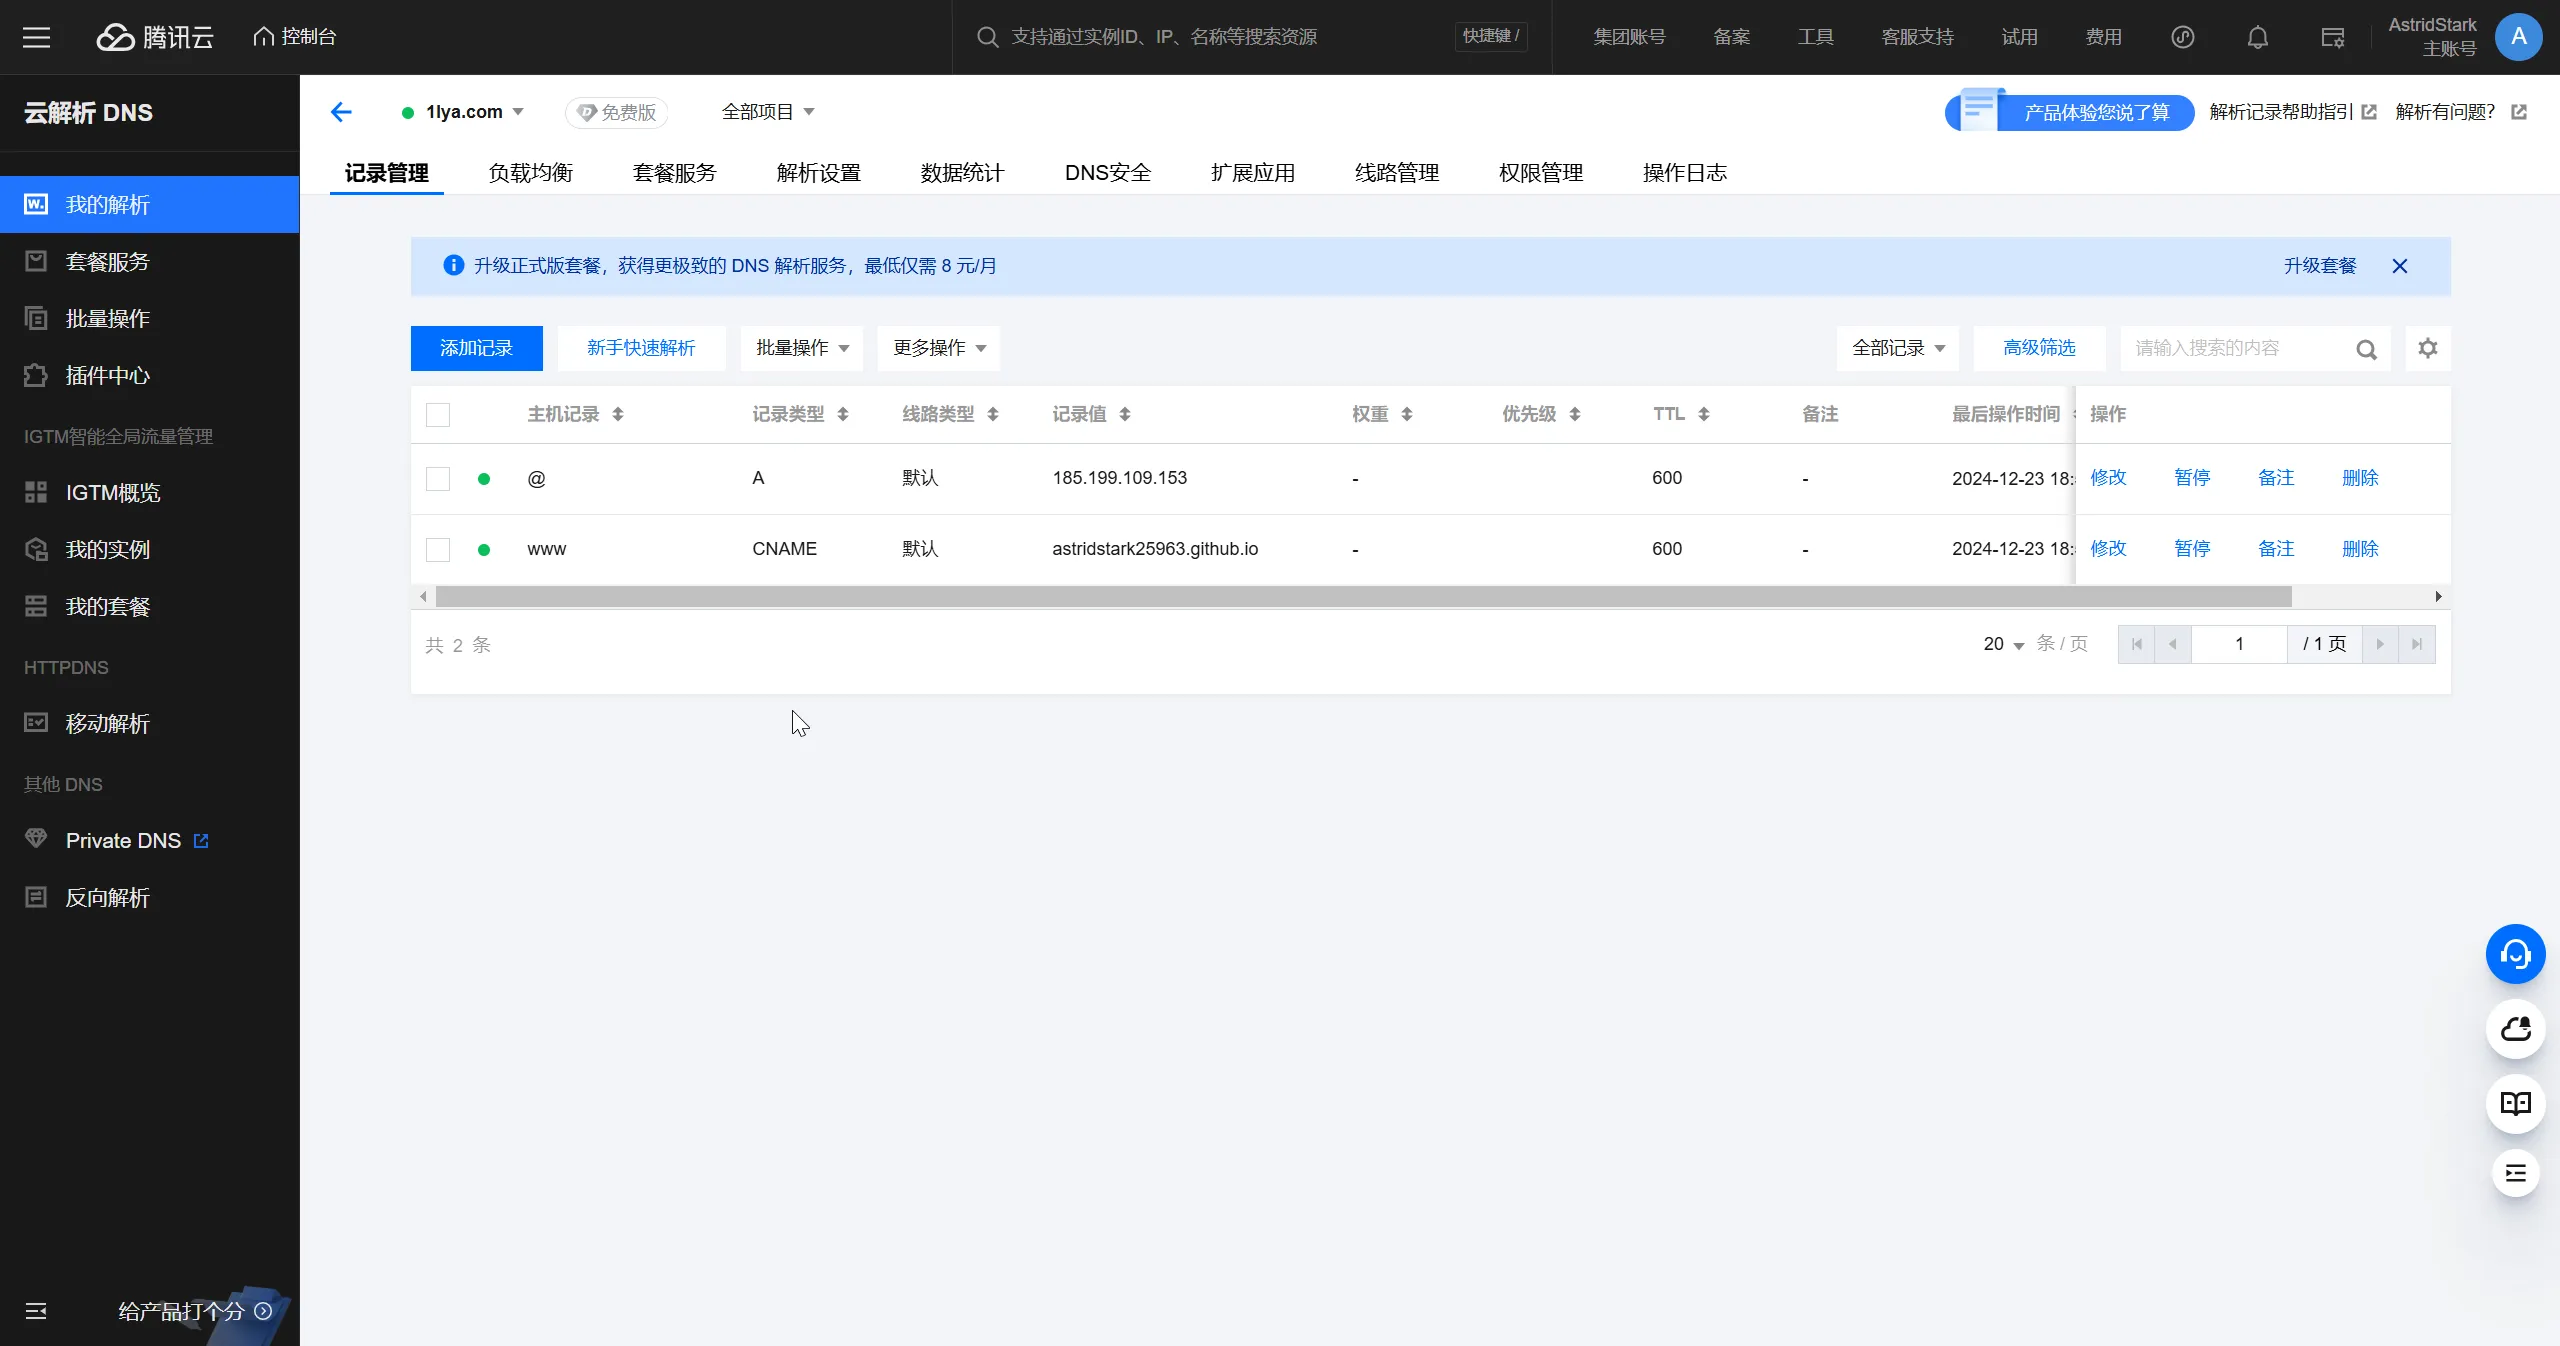 腾讯云 控制台 支持通过实例ID、IP、名称等搜索资源 快捷键 / 集团账号 备案 工具 客服支持 试用 费用 AstridStark
主账号 A
云解析 DNS
我的解析
套餐服务
批量操作
插件中心
IGTM智能全局流量管理
IGTM概览
我的实例
我的套餐
HTTPDNS
移动解析
其他 DNS
Private DNS
反向解析
给产品打个分
1lya.com 免费版 全部项目 产品体验您说了算 解析记录帮助指引 解析有问题?
记录管理 负载均衡 套餐服务 解析设置 数据统计 DNS安全 扩展应用 线路管理 权限管理 操作日志
升级正式版套餐，获得更极致的 DNS 解析服务，最低仅需 8 元/月 升级套餐
添加记录 新手快速解析 批量操作 更多操作 全部记录 高级筛选 请输入搜索的内容
主机记录 记录类型 线路类型 记录值 权重 优先级 TTL 备注 最后操作时间 操作
@ A 默认 185.199.109.153 - 600 - 2024-12-23 18: 修改 暂停 备注 删除
www CNAME 默认 astridstark25963.github.io - 600 - 2024-12-23 18: 修改 暂停 备注 删除
共 2 条 20 条 / 页 1 / 1 页